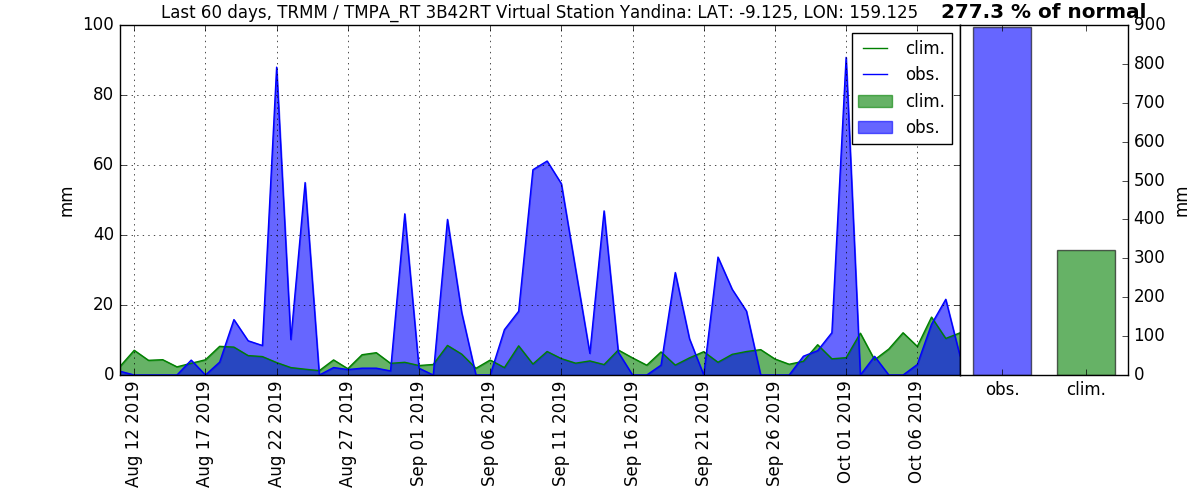 Last 60 days, TRMM / TMPA_RT 3B42RT Virtual Station Yandina: LAT: -9.125, LON: 159.125
277.3 % of normal
100
80
60
40
20
0
mm
clim.
obs.
clim.
obs.
900
800
700
600
500
400
300
200
100
0
mm
Aug 12 2019
Aug 17 2019
Aug 22 2019
Aug 27 2019
Sep 01 2019
Sep 06 2019
Sep 11 2019
Sep 16 2019
Sep 21 2019
Sep 26 2019
Oct 01 2019
Oct 06 2019
obs.
clim.